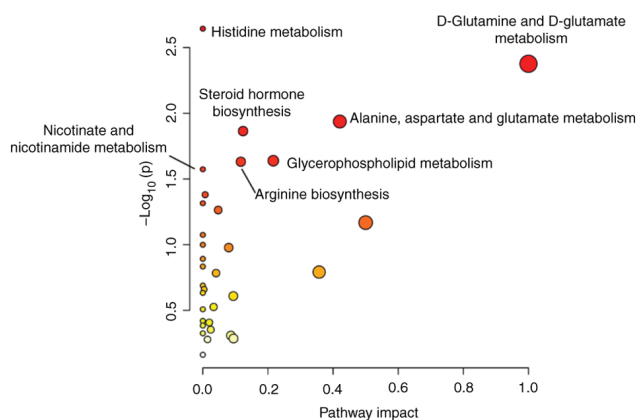 D-Glutamine and D-glutamate
metabolism
Histidine metabolism
2.5
Steroid hormone
biosynthesis
2.0
Alanine, aspartate and glutamate metabolism
Nicotinate and
nicotinamide metabolism
Glycerophospholipid metabolism
1.5
Arginine biosynthesis
−Log10 (p)
1.0
0.5
0.0 0.2 0.4 0.6 0.8 1.0
Pathway impact